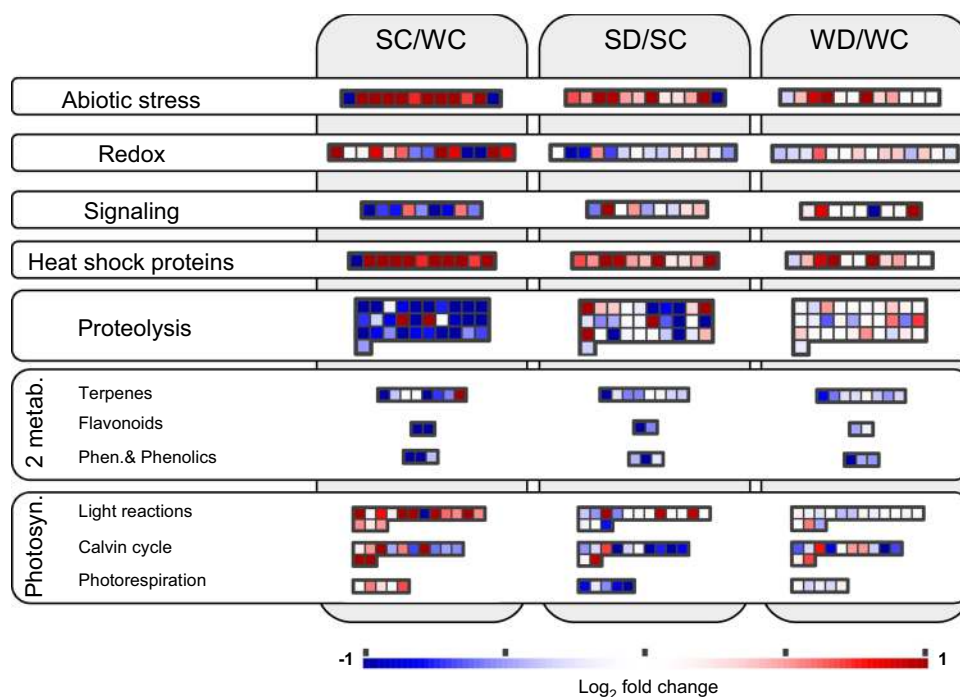 SC/WC SD/SC WD/WC
Abiotic stress
Redox
Signaling
Heat shock proteins
Proteolysis
2 metab.
Terpenes
Flavonoids
Phen.& Phenolics
Photosyn.
Light reactions
Calvin cycle
Photorespiration
-1 1
Log2 fold change